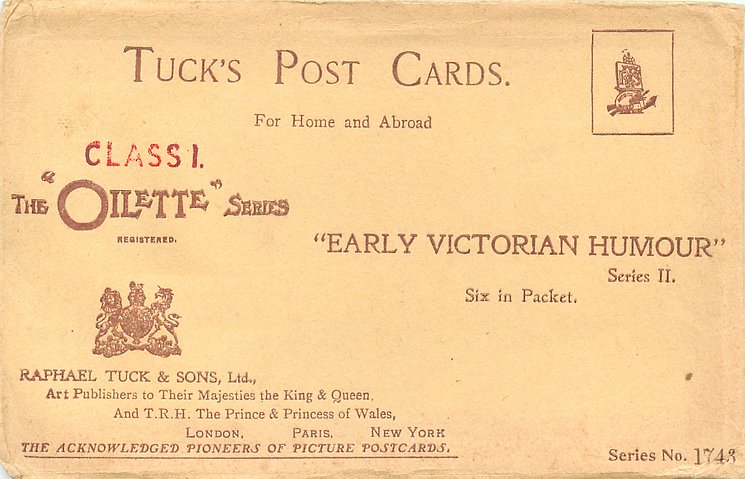 TUCK'S POST CARDS.
For Home and Abroad
CLASS 1.
THE "OILETTE" SERIES
REGISTERED.
"EARLY VICTORIAN HUMOUR"
Series II.
Six in Packet.
RAPHAEL TUCK & SONS, Ltd.,
Art Publishers to Their Majesties the King & Queen,
And T.R.H. The Prince & Princess of Wales,
LONDON, PARIS, NEW YORK
THE ACKNOWLEDGED PIONEERS OF PICTURE POSTCARDS.
Series No. 1743